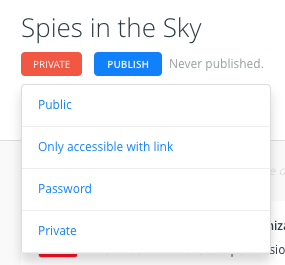 Spies in the Sky
PRIVATE PUBLISH Never published.
Public
Only accessible with link
Password
Private